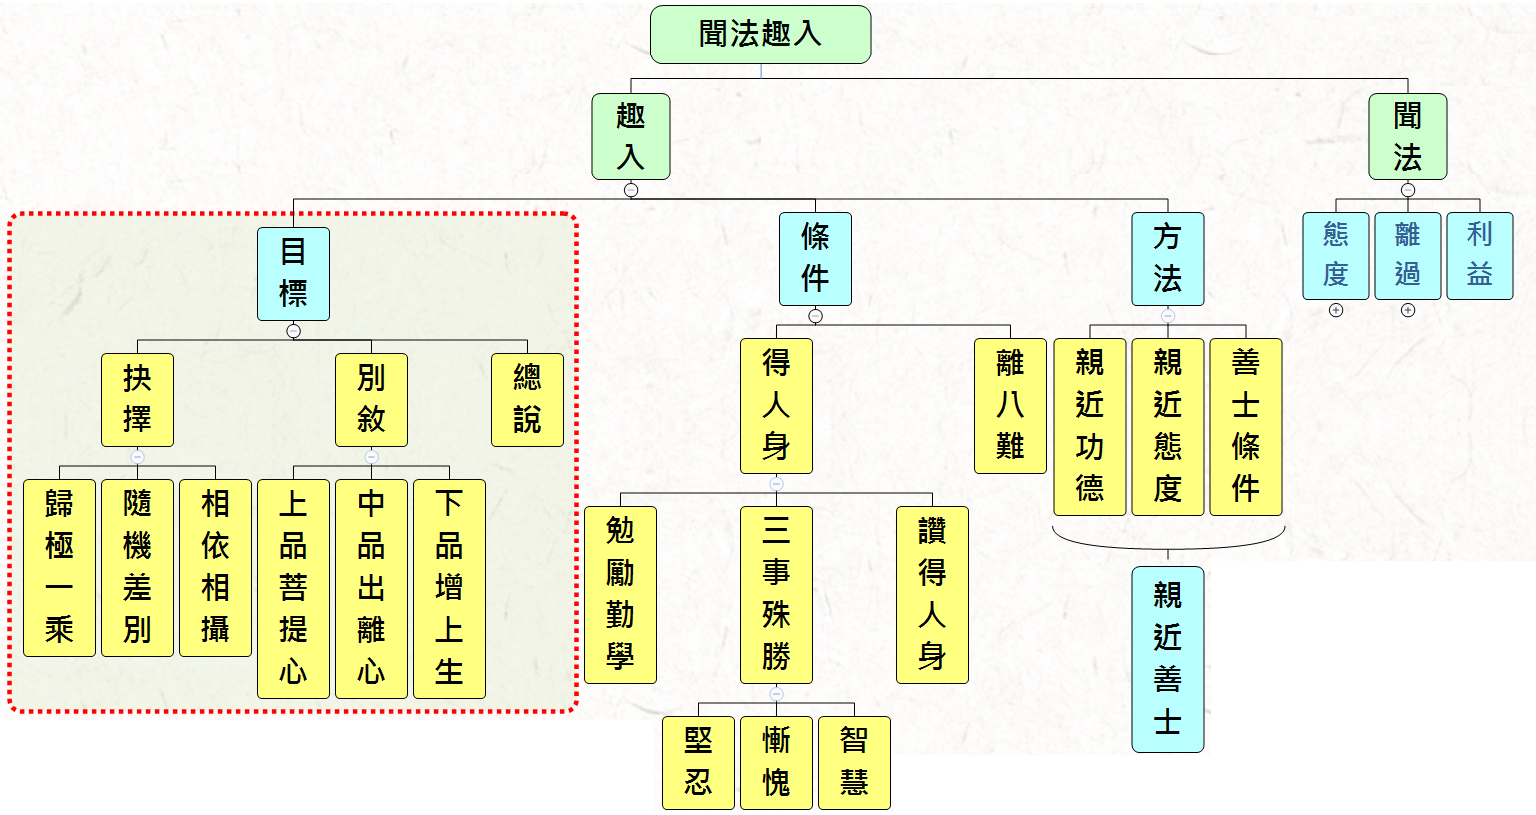 聞法趣入
趣入
聞法
目標
條件
方法
態度
離過
利益
抉擇
別敘
總說
得人身
離八難
親近功德
親近態度
善士條件
歸極一乘
隨機差別
相依相攝
上品菩提心
中品出離心
下品增上生
勉勵勤學
三事殊勝
讚得人身
親近善士
堅忍
慚愧
智慧